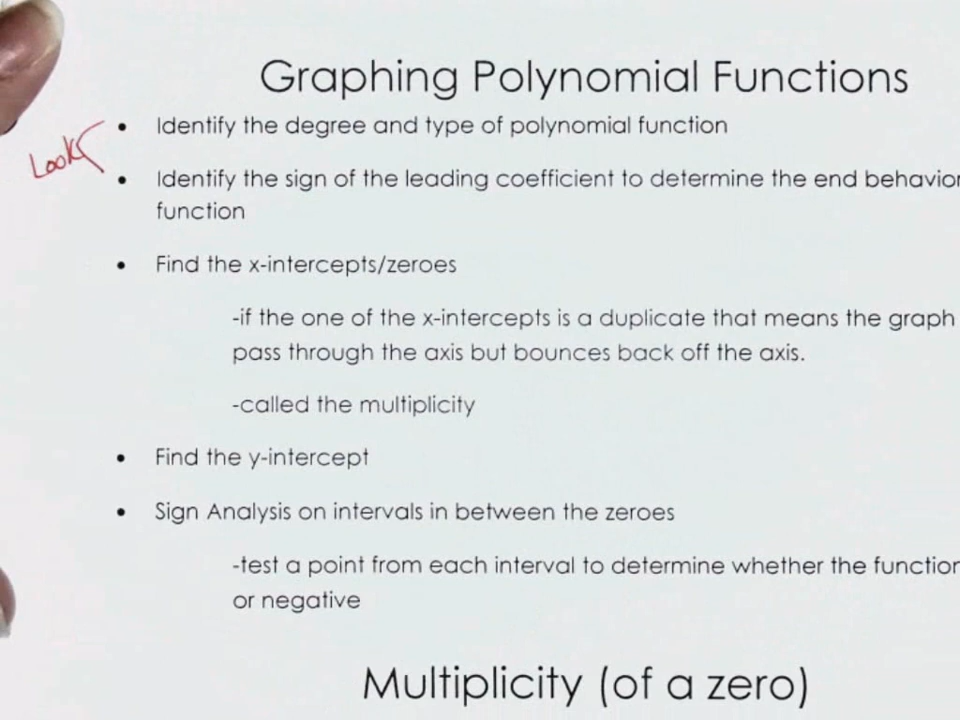 Graphing Polynomial Functions
• Identify the degree and type of polynomial function
Look
• Identify the sign of the leading coefficient to determine the end behavior
function
• Find the x-intercepts/zeroes
-if the one of the x-intercepts is a duplicate that means the graph
pass through the axis but bounces back off the axis.
-called the multiplicity
• Find the y-intercept
• Sign Analysis on intervals in between the zeroes
-test a point from each interval to determine whether the function
or negative
Multiplicity (of a zero)